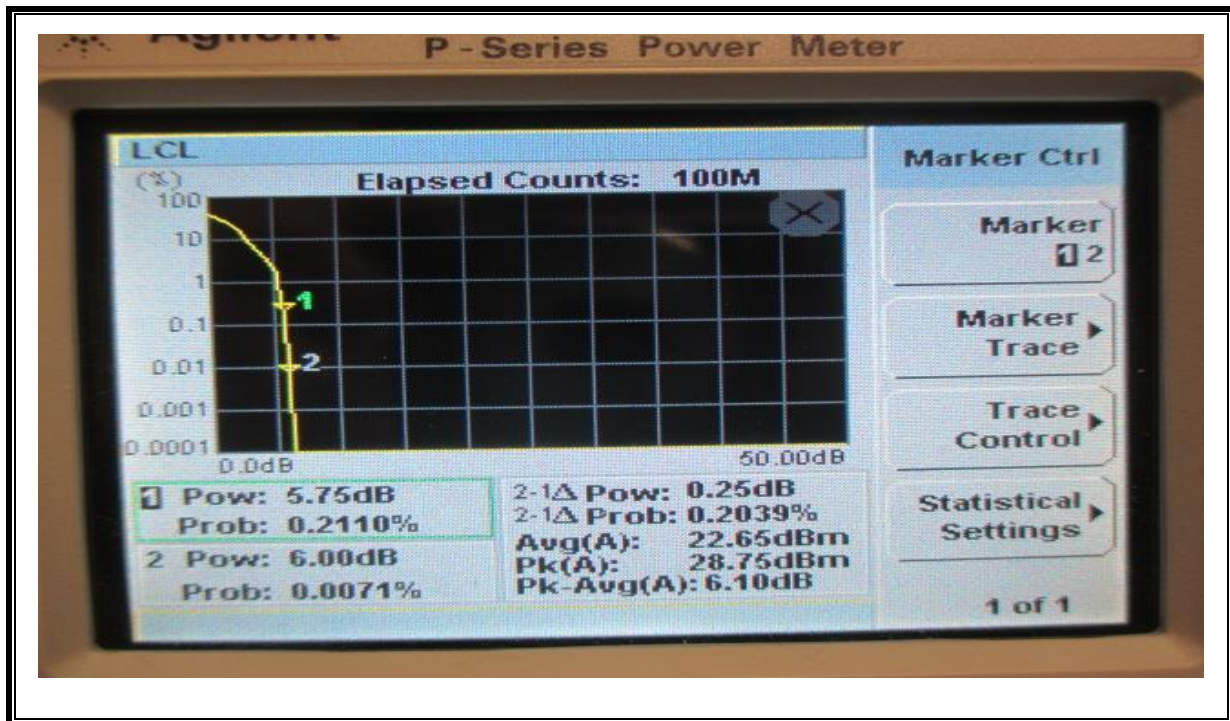 Agilent
P-Series Power Meter
LCL
(%)
Elapsed Counts: 100M
100
10
1
0.1
0.01
0.001
0.0001
1
2
0.0dB
50.00dB
1 Pow: 5.75dB
Prob: 0.2110%
2 Pow: 6.00dB
Prob: 0.0071%
2-1Δ Pow: 0.25dB
2-1Δ Prob: 0.2039%
Avg(A): 22.65dBm
Pk(A): 28.75dBm
Pk-Avg(A): 6.10dB
Marker Ctrl
Marker
1 2
Marker
Trace
Trace
Control
Statistical
Settings
1 of 1